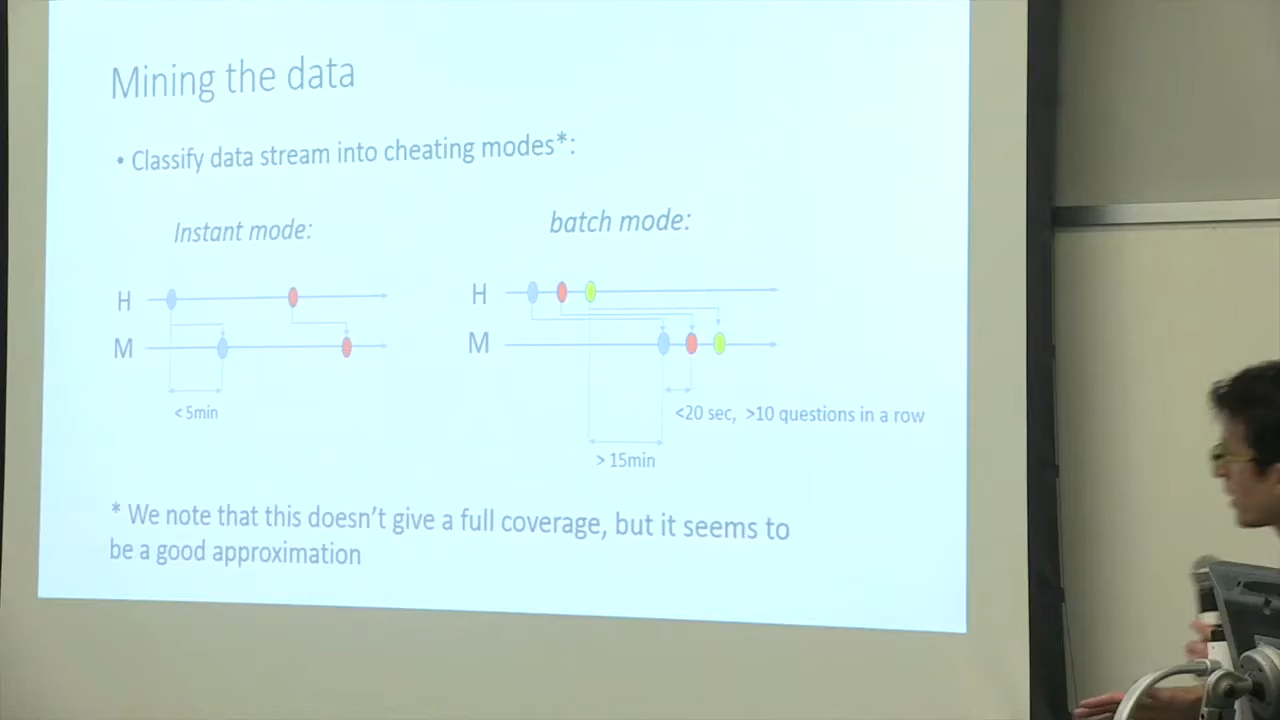 Mining the data
• Classify data stream into cheating modes*:
Instant mode:
batch mode:
H
M
< 5min
H
M
<20 sec, >10 questions in a row
> 15min
* We note that this doesn't give a full coverage, but it seems to
be a good approximation